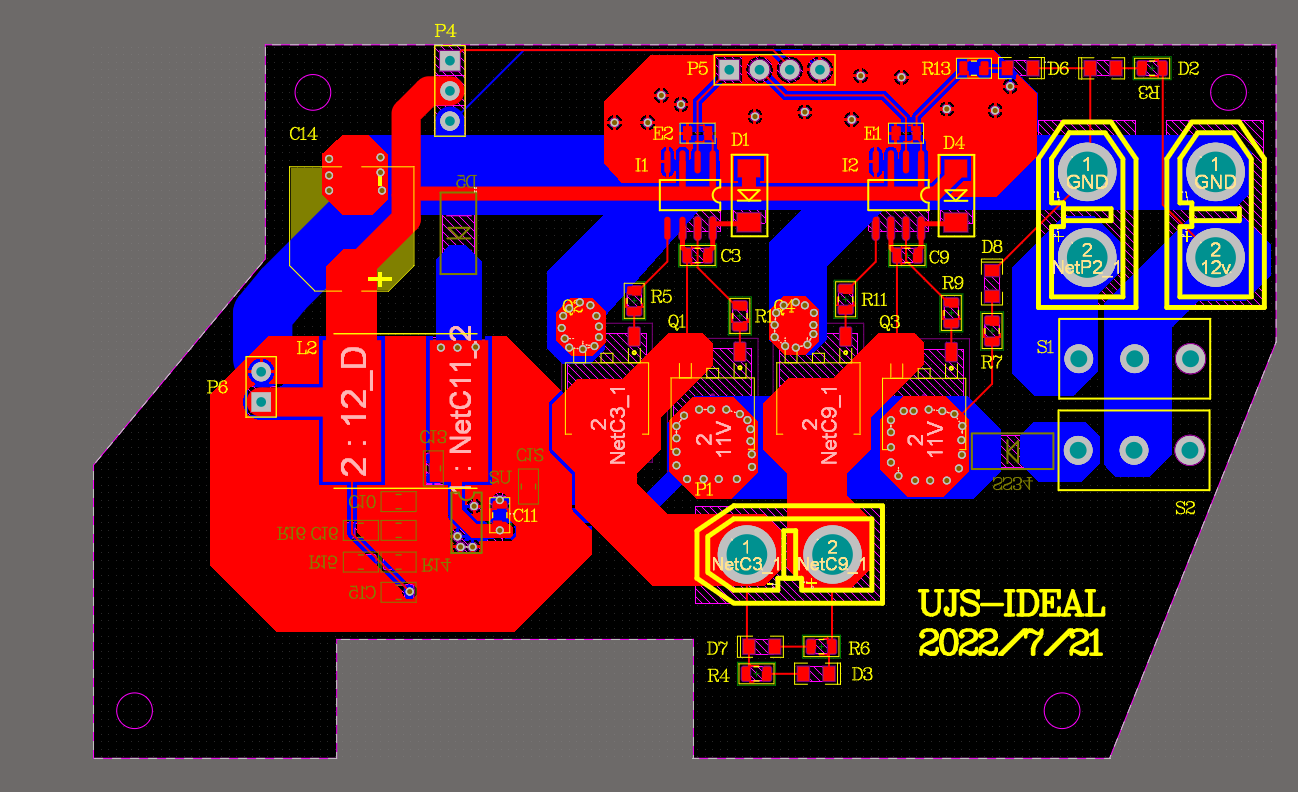 P4
P5
R13
D6
D2
R3
C14
E2
D1
E1
D4
I1
I2
D5
1
GND
1
GND
2
NetP2_1
2
12v
C3
C9
D8
R5
R11
R9
Q1
Q3
R7
S1
L2
P6
2 : 12_D
: NetC11_2
2
NetC3_1
2
11V
2
NetC9_1
2
11V
C13
U2
C12
C10
C11
P1
SS34
S2
R16
C16
R15
R14
C15
1
NetC3_1
2
NetC9_1
UJS-IDEAL
2022/7/21
D7
R6
R4
D3